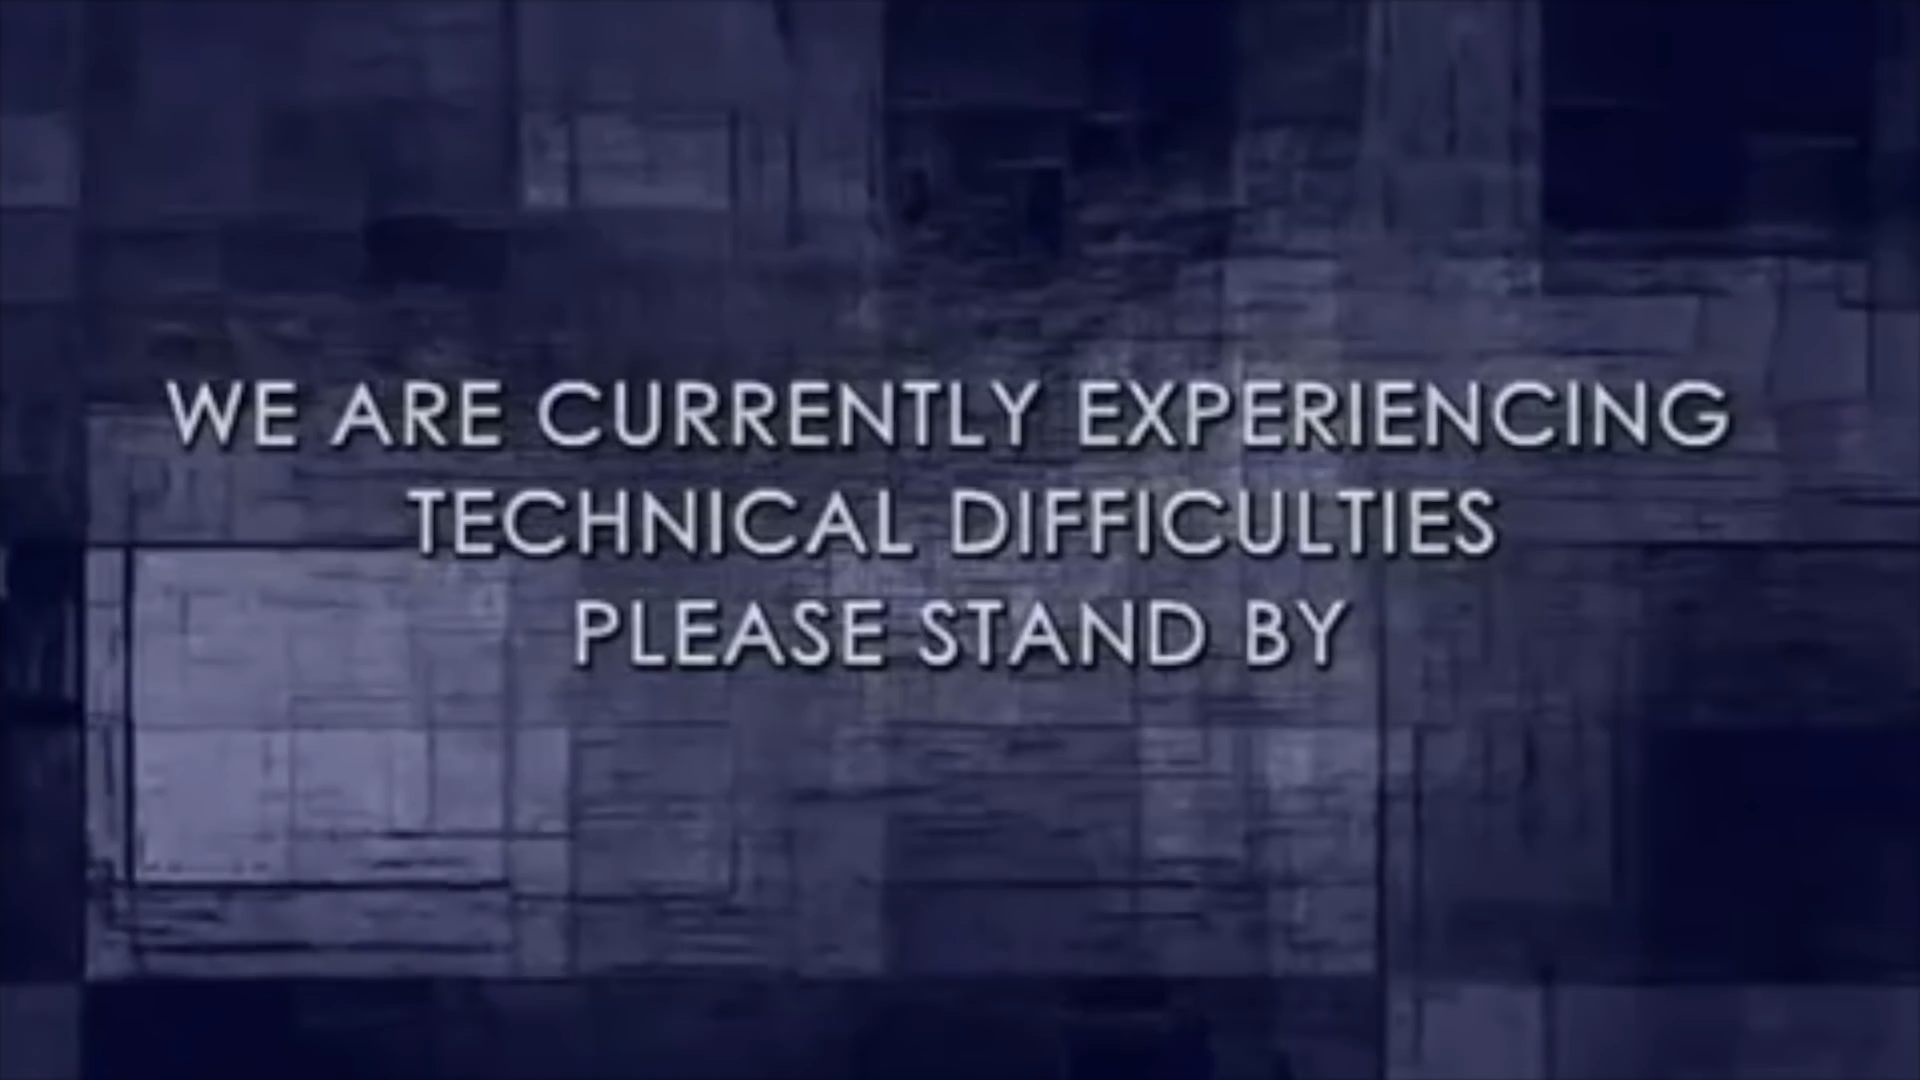 WE ARE CURRENTLY EXPERIENCING
TECHNICAL DIFFICULTIES
PLEASE STAND BY